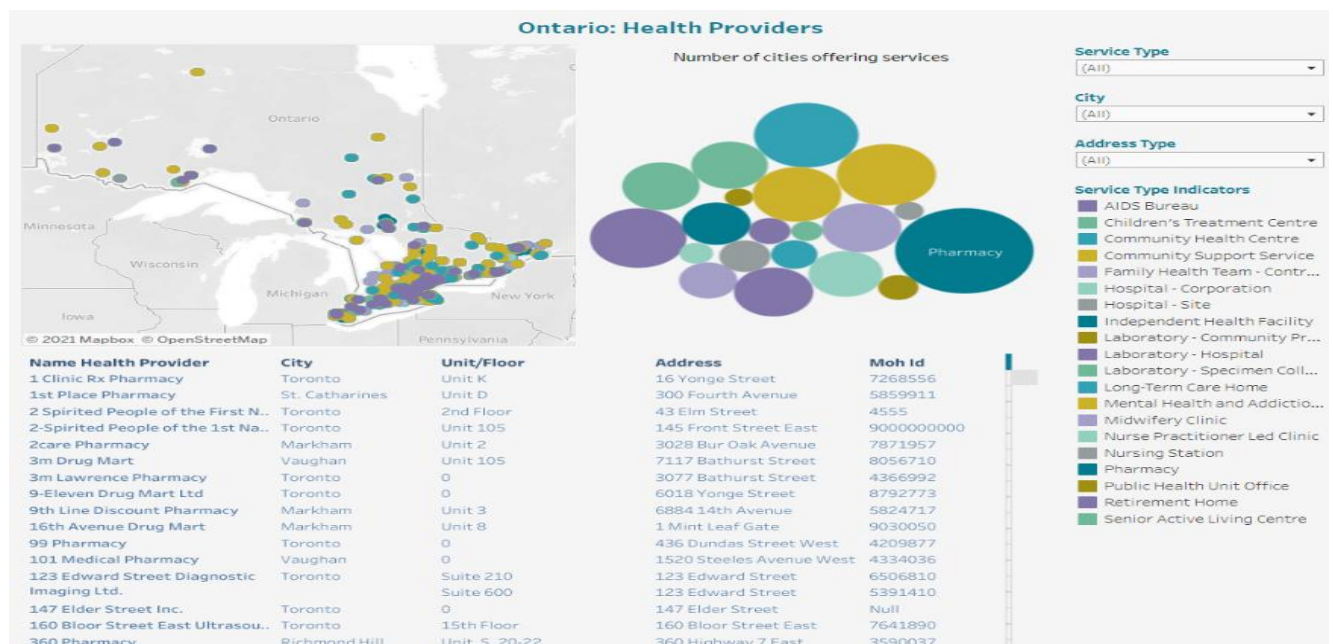 Ontario: Health Providers
Ontario
Minnesota
Wisconsin
Michigan
New York
Iowa
Pennsylvania
© 2021 Mapbox © OpenStreetMap
Number of cities offering services
Pharmacy
Service Type
(All)
City
(All)
Address Type
(All)
Service Type Indicators
AIDS Bureau
Children's Treatment Centre
Community Health Centre
Community Support Service
Family Health Team - Contr...
Hospital - Corporation
Hospital - Site
Independent Health Facility
Laboratory - Community Pr...
Laboratory - Hospital
Laboratory - Specimen Coll...
Long-Term Care Home
Mental Health and Addictio...
Midwifery Clinic
Nurse Practitioner Led Clinic
Nursing Station
Pharmacy
Public Health Unit Office
Retirement Home
Senior Active Living Centre
Name Health Provider City Unit/Floor Address Moh Id
1 Clinic Rx Pharmacy Toronto Unit K 16 Yonge Street 7268556
1st Place Pharmacy St. Catharines Unit D 300 Fourth Avenue 5859911
2 Spirited People of the First N.. Toronto 2nd Floor 43 Elm Street 4555
2-Spirited People of the 1st Na.. Toronto Unit 105 145 Front Street East 9000000000
2care Pharmacy Markham Unit 2 3028 Bur Oak Avenue 7871957
3m Drug Mart Vaughan Unit 105 7117 Bathurst Street 8056710
3m Lawrence Pharmacy Toronto 0 3077 Bathurst Street 4366992
9-Eleven Drug Mart Ltd Toronto 0 6018 Yonge Street 8792773
9th Line Discount Pharmacy Markham Unit 3 6884 14th Avenue 5824717
16th Avenue Drug Mart Markham Unit 8 1 Mint Leaf Gate 9030050
99 Pharmacy Toronto 0 436 Dundas Street West 4209877
101 Medical Pharmacy Vaughan 0 1520 Steeles Avenue West 4334036
123 Edward Street Diagnostic Toronto Suite 210 123 Edward Street 6506810
Imaging Ltd. Suite 600 123 Edward Street 5391410
147 Elder Street Inc. Toronto 0 147 Elder Street Null
160 Bloor Street East Ultrasou.. Toronto 15th Floor 160 Bloor Street East 7641890
360 Pharmacy Richmond Hill Unit 5, 20-22 360 Highway 7 East 3590037